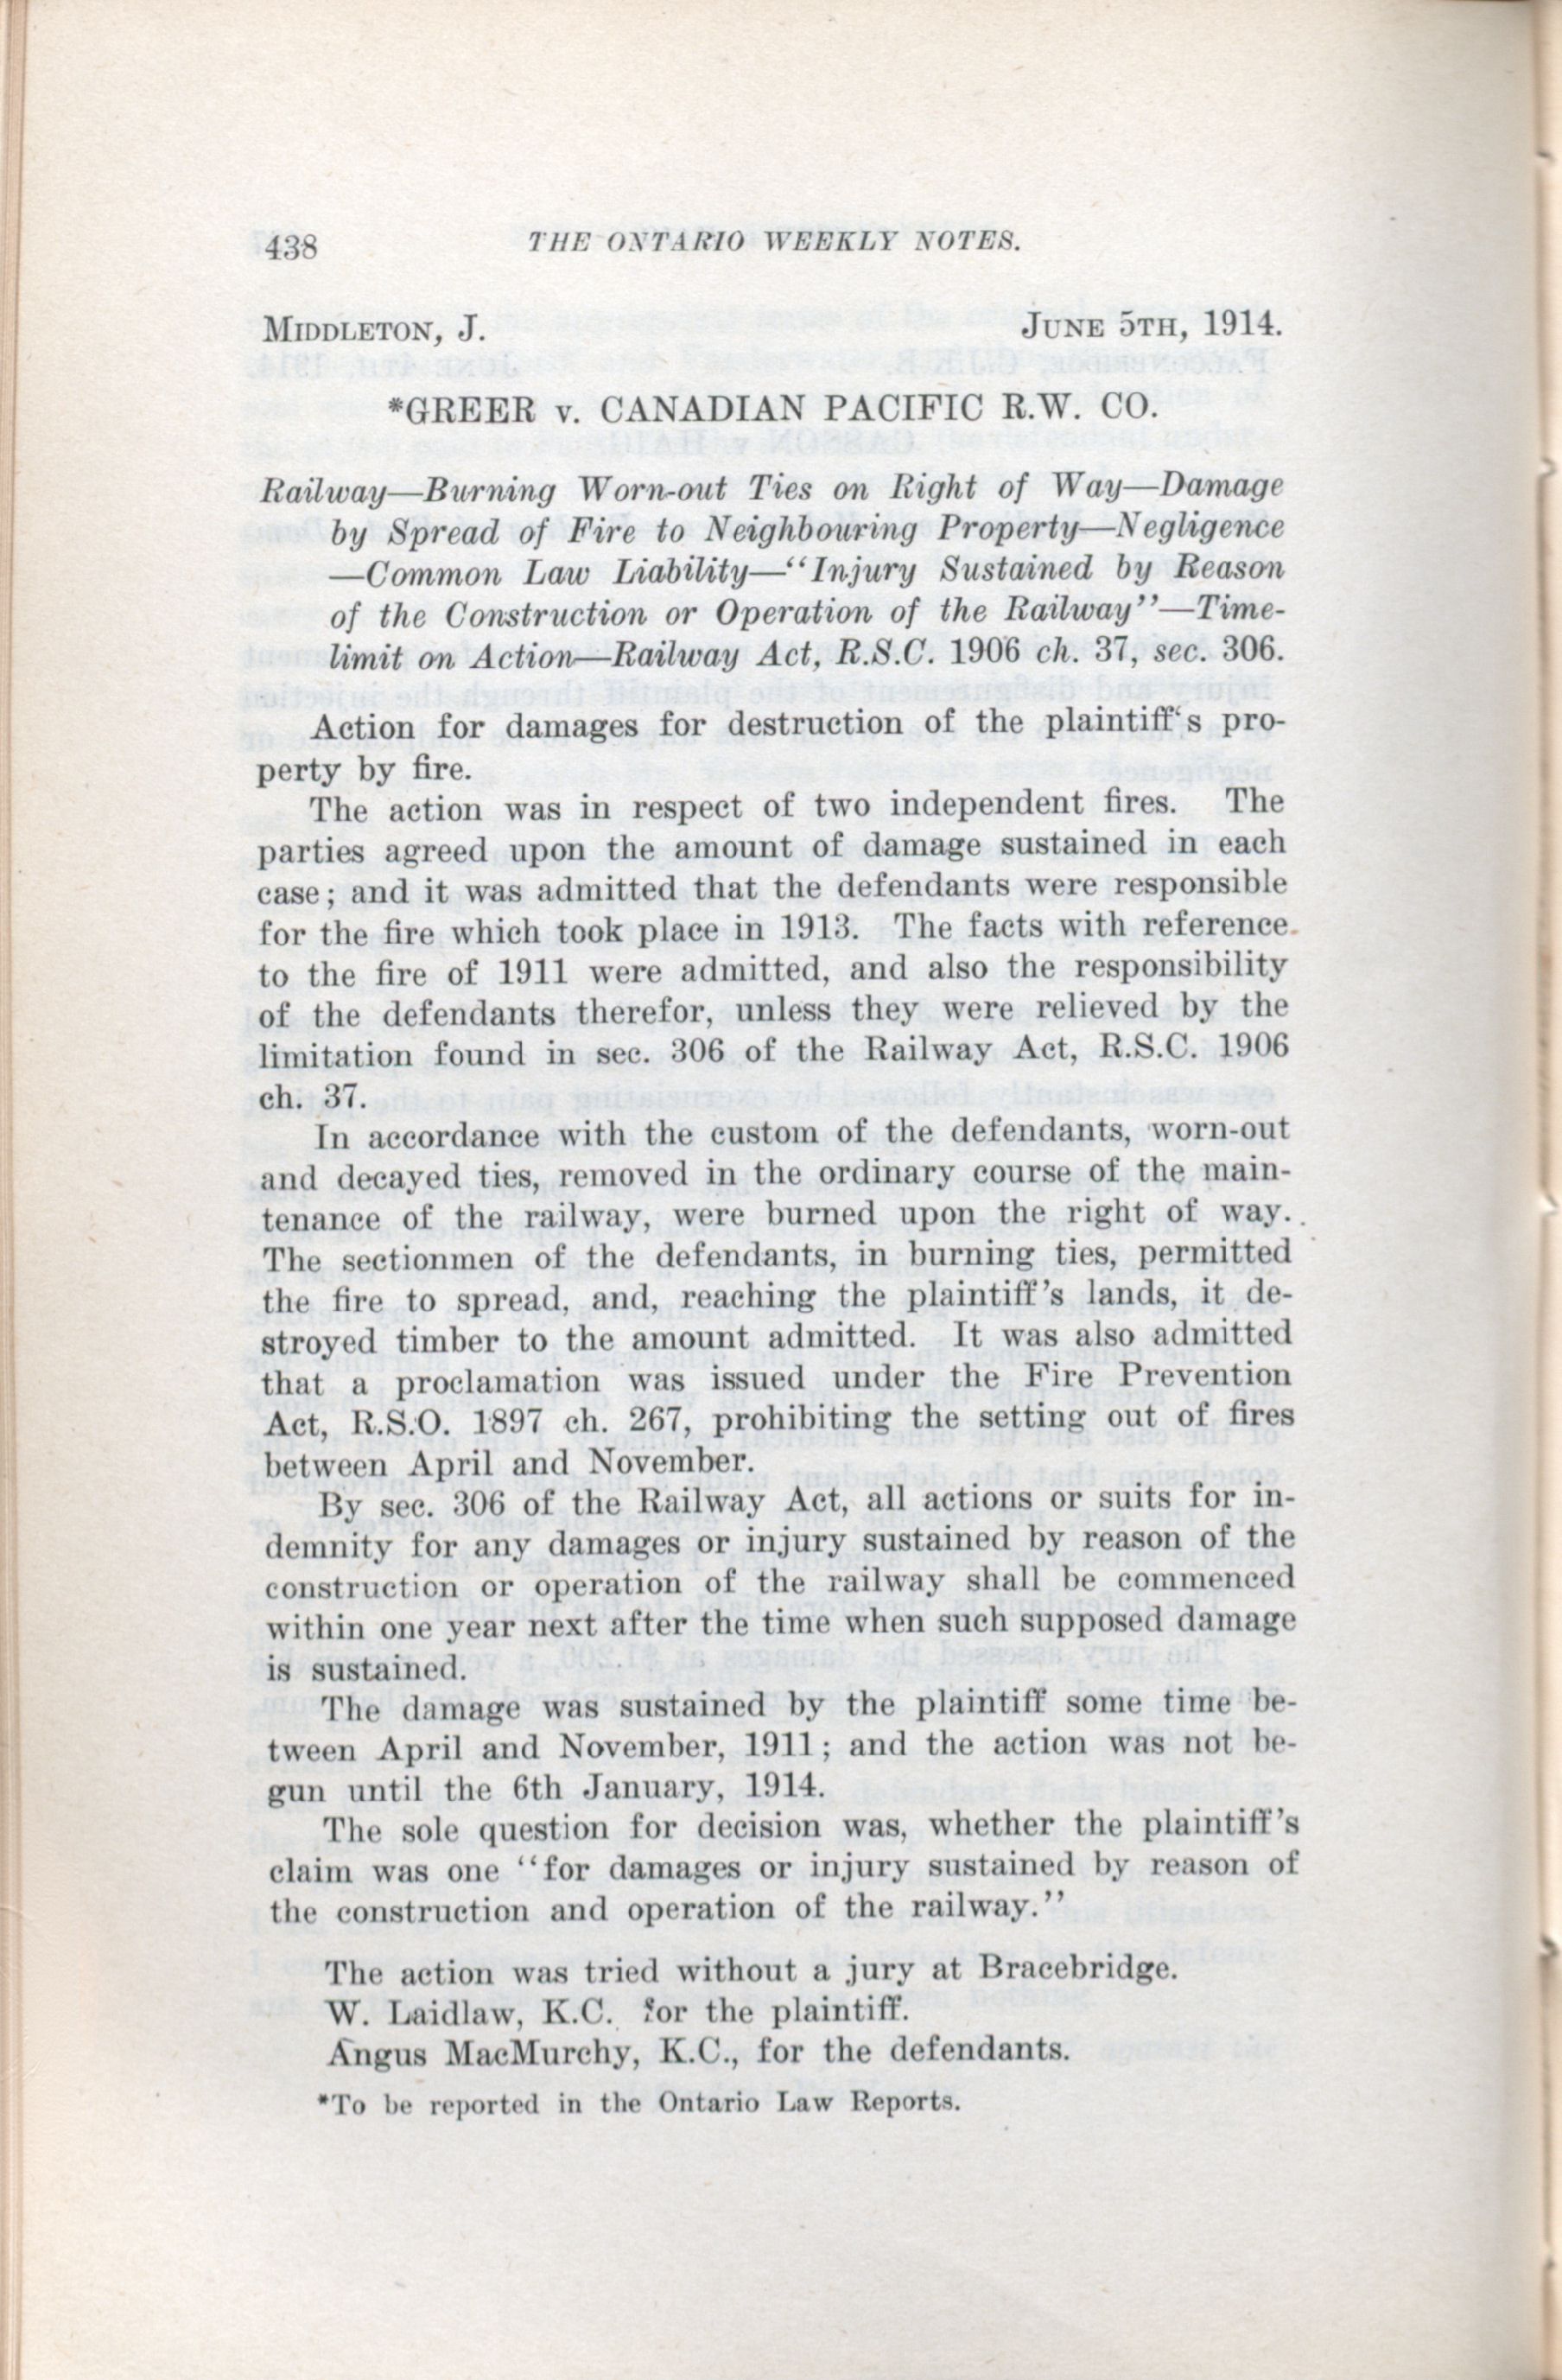 438 THE ONTARIO WEEKLY NOTES.
MIDDLETON, J. JUNE 5TH, 1914.
*GREER v. CANADIAN PACIFIC R.W. CO.
Railway—Burning Worn-out Ties on Right of Way—Damage
by Spread of Fire to Neighbouring Property—Negligence
—Common Law Liability—"Injury Sustained by Reason
of the Construction or Operation of the Railway"—Time-
limit on Action—Railway Act, R.S.C. 1906 ch. 37, sec. 306.
Action for damages for destruction of the plaintiff‘s pro-
perty by fire.
The action was in respect of two independent fires. The
parties agreed upon the amount of damage sustained in each
case; and it was admitted that the defendants were responsible
for the fire which took place in 1913. The facts with reference
to the fire of 1911 were admitted, and also the responsibility
of the defendants therefor, unless they were relieved by the
limitation found in sec. 306 of the Railway Act, R.S.C. 1906
ch. 37.
In accordance with the custom of the defendants, worn-out
and decayed ties, removed in the ordinary course of the main-
tenance of the railway, were burned upon the right of way.
The sectionmen of the defendants, in burning ties, permitted
the fire to spread, and, reaching the plaintiff's lands, it de-
stroyed timber to the amount admitted. It was also admitted
that a proclamation was issued under the Fire Prevention
Act, R.S.O. 1897 ch. 267, prohibiting the setting out of fires
between April and November.
By sec. 306 of the Railway Act, all actions or suits for in-
demnity for any damages or injury sustained by reason of the
construction or operation of the railway shall be commenced
within one year next after the time when such supposed damage
is sustained.
The damage was sustained by the plaintiff some time be-
tween April and November, 1911; and the action was not be-
gun until the 6th January, 1914.
The sole question for decision was, whether the plaintiff's
claim was one "for damages or injury sustained by reason of
the construction and operation of the railway."
The action was tried without a jury at Bracebridge.
W. Laidlaw, K.C. for the plaintiff.
Angus MacMurchy, K.C., for the defendants.
*To be reported in the Ontario Law Reports.